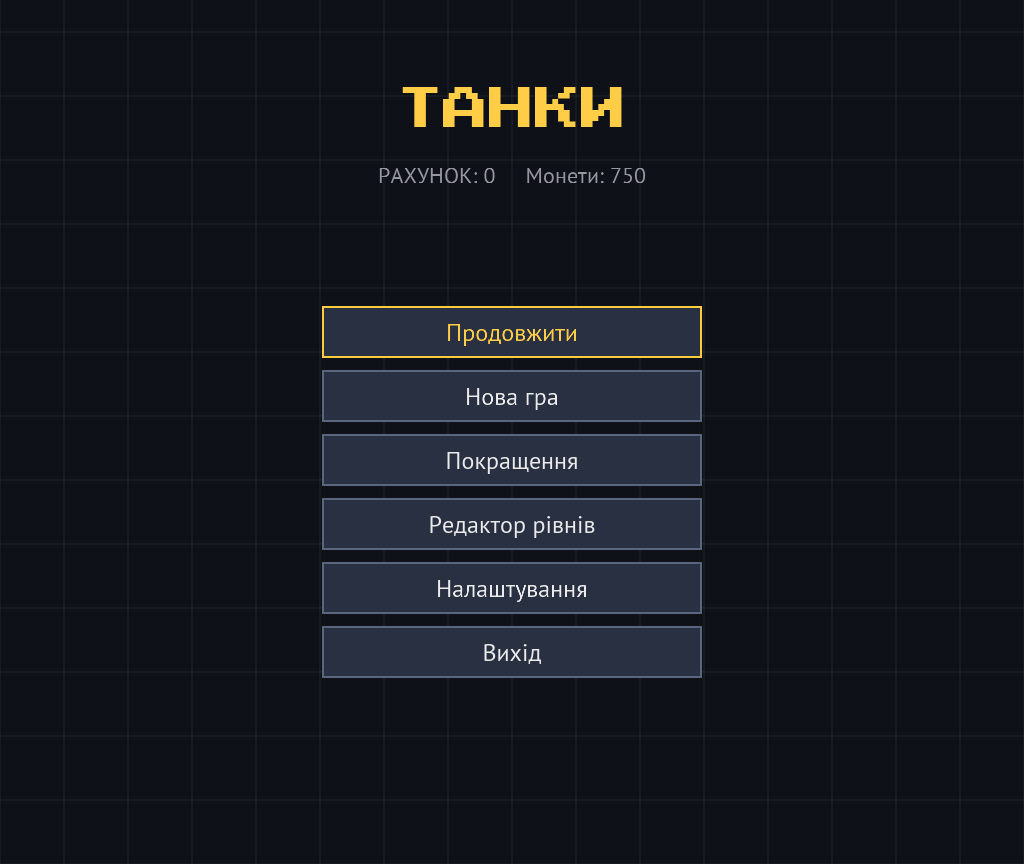 ТАНКИ
РАХУНОК: 0 Монети: 750
Продовжити
Нова гра
Покращення
Редактор рівнів
Налаштування
Вихід